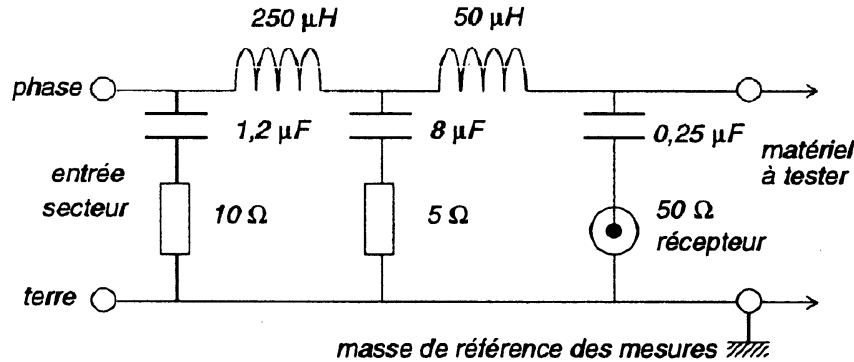 250 µH
50 µH
phase
1,2 µF
8 µF
0,25 µF
matériel
à tester
entrée
secteur
10 Ω
5 Ω
50 Ω
récepteur
terre
masse de référence des mesures